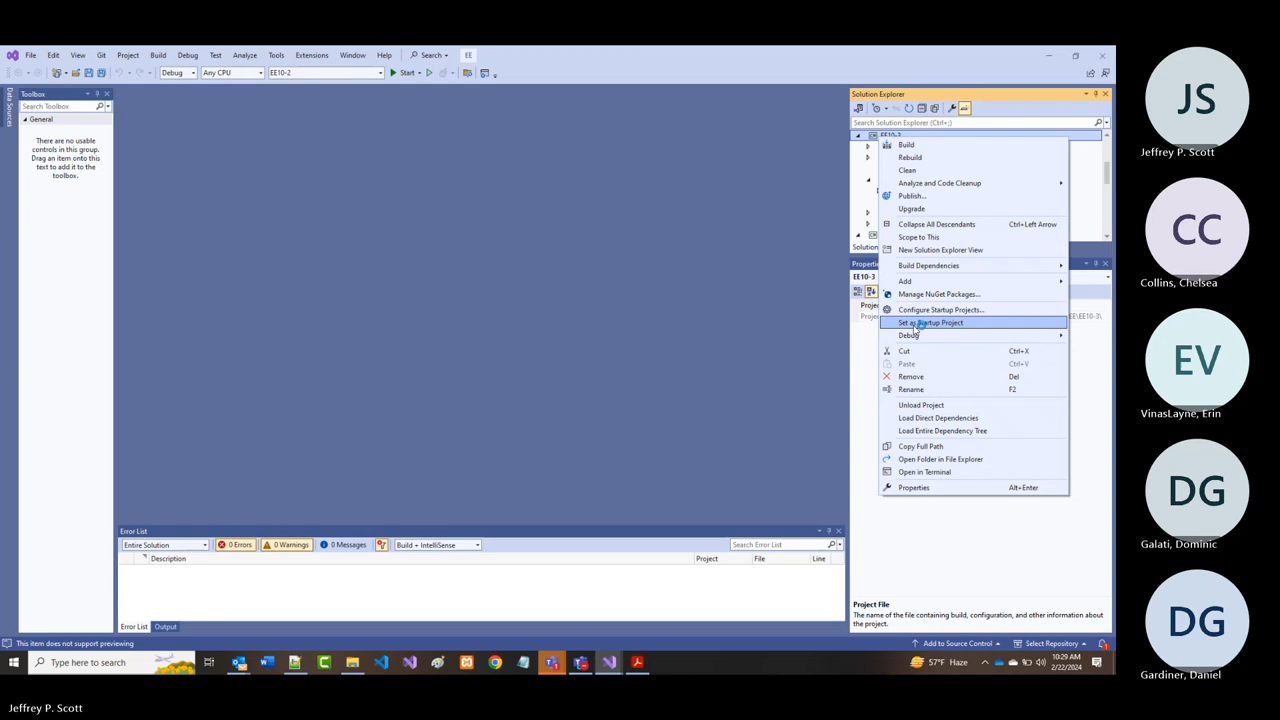 File Edit View Git Project Build Debug Test Analyze Tools Extensions Window Help Search EE
Debug Any CPU EE10-2 Start
Data Sources
Toolbox
Search Toolbox
General
There are no usable
controls in this group.
Drag an item onto this
text to add it to the
toolbox.
Solution Explorer
Search Solution Explorer (Ctrl+;)
EE10-3
Build
Rebuild
Clean
Analyze and Code Cleanup
Publish...
Upgrade
Collapse All Descendants Ctrl+Left Arrow
Scope to This
New Solution Explorer View
Build Dependencies
Add
Manage NuGet Packages...
Configure Startup Projects...
Set as Startup Project
Debug
Cut Ctrl+X
Paste Ctrl+V
Remove Del
Rename F2
Unload Project
Load Direct Dependencies
Load Entire Dependency Tree
Copy Full Path
Open Folder in File Explorer
Open in Terminal
Properties Alt+Enter
EE10-3
EE\EE10-3\
Project File
The name of the file containing build, configuration, and other information about
the project.
Error List
Entire Solution 0 Errors 0 Warnings 0 Messages Build + IntelliSense Search Error List
Description Project File Line
Error List Output
This item does not support previewing Add to Source Control Select Repository
Type here to search 57°F Haze 10:29 AM
2/22/2024
JS
Jeffrey P. Scott
CC
Collins, Chelsea
EV
VinasLayne, Erin
DG
Galati, Dominic
DG
Gardiner, Daniel
Jeffrey P. Scott